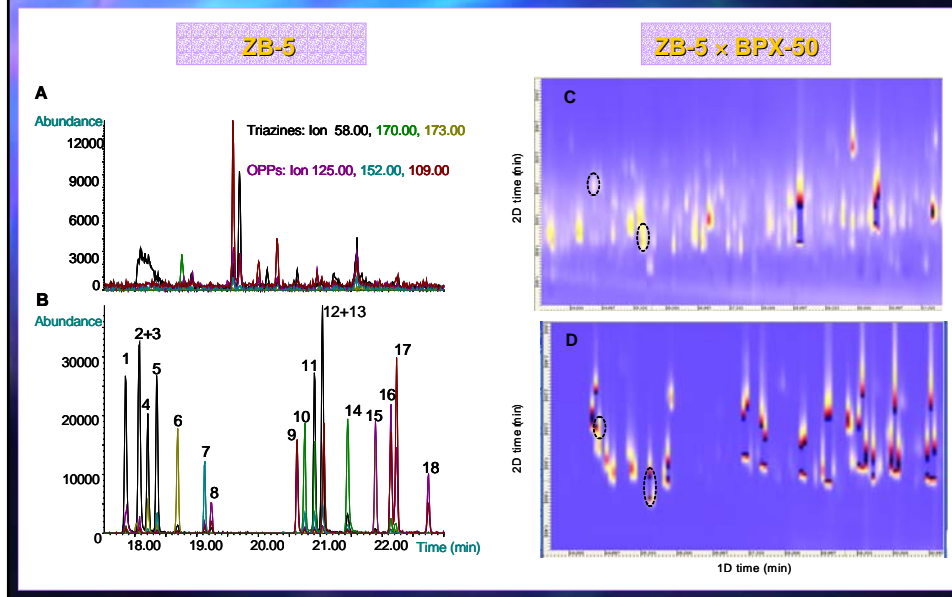 ZB-5
ZB-5 × BPX-50
A
Abundance
12000
9000
6000
3000
0
Triazines: Ion 58.00, 170.00, 173.00
OPPs: Ion 125.00, 152.00, 109.00
B
Abundance
30000
20000
10000
0
1
2+3
4
5
6
7
8
9
10
11
12+13
14
15
16
17
18
18.00 19.00 20.00 21.00 22.00 Time (min)
C
2D time (min)
D
2D time (min)
1D time (min)